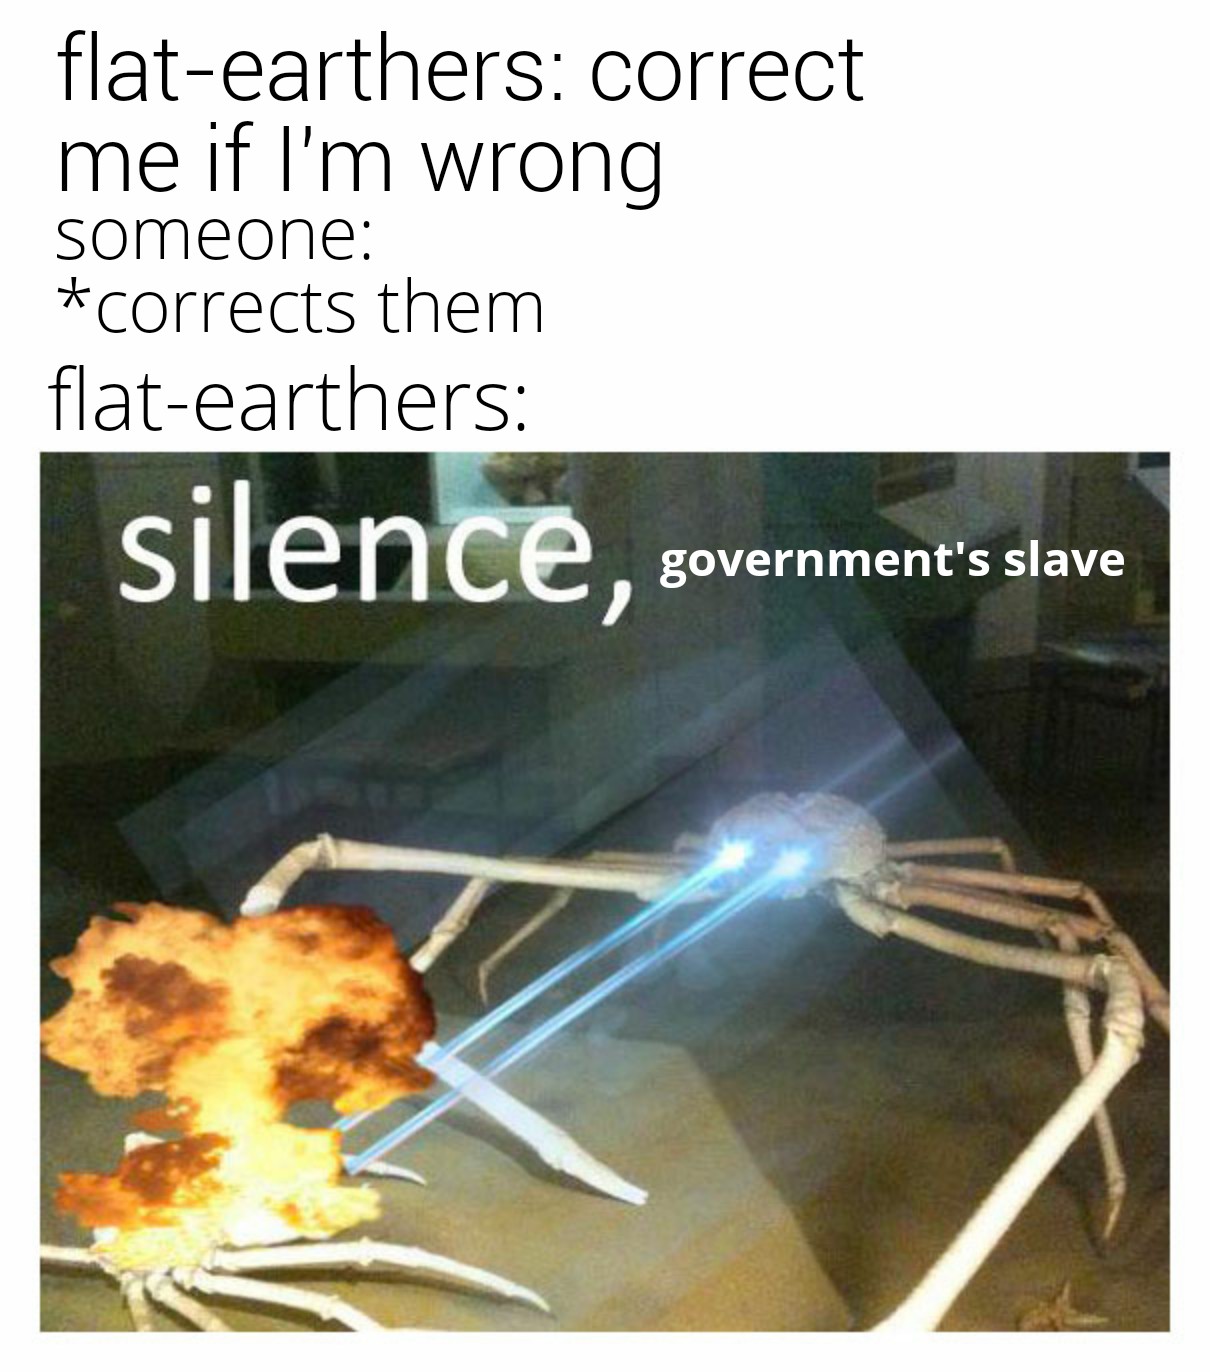 flat-earthers: correct
me if I'm wrong
someone:
*corrects them
flat-earthers:
silence, government's slave